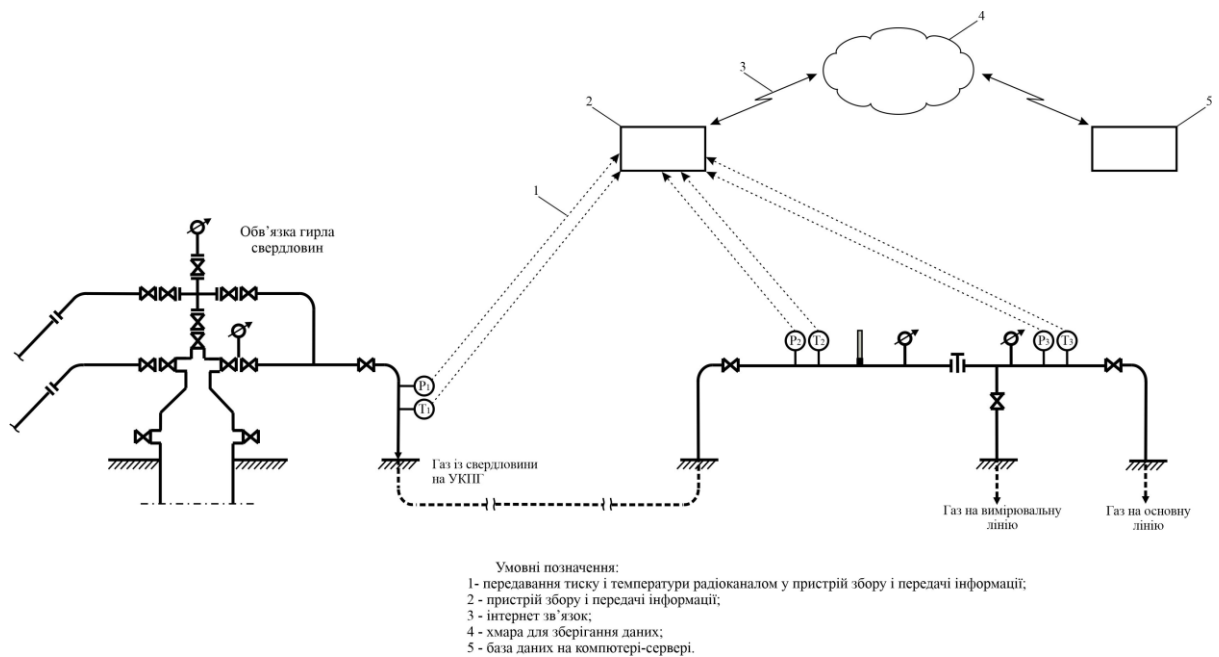 4
3
5
2
1
Обв’язка гирла
свердловин
P2
T2
P3
T3
P1
T1
Газ із свердловини
на УКПГ
Газ на вимірювальну
лінію
Газ на основну
лінію
Умовні позначення:
1- передавання тиску і температури радіоканалом у пристрій збору і передачі інформації;
2 - пристрій збору і передачі інформації;
3 - інтернет зв’язок;
4 - хмара для зберігання даних;
5 - база даних на компютері-сервері.